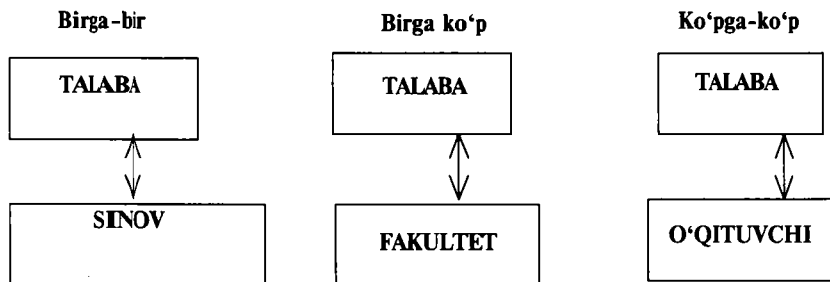 Birga-bir Birga ko‘p Ko‘pga-ko‘p
TALABA TALABA TALABA
SINOV FAKULTET O‘QITUVCHI